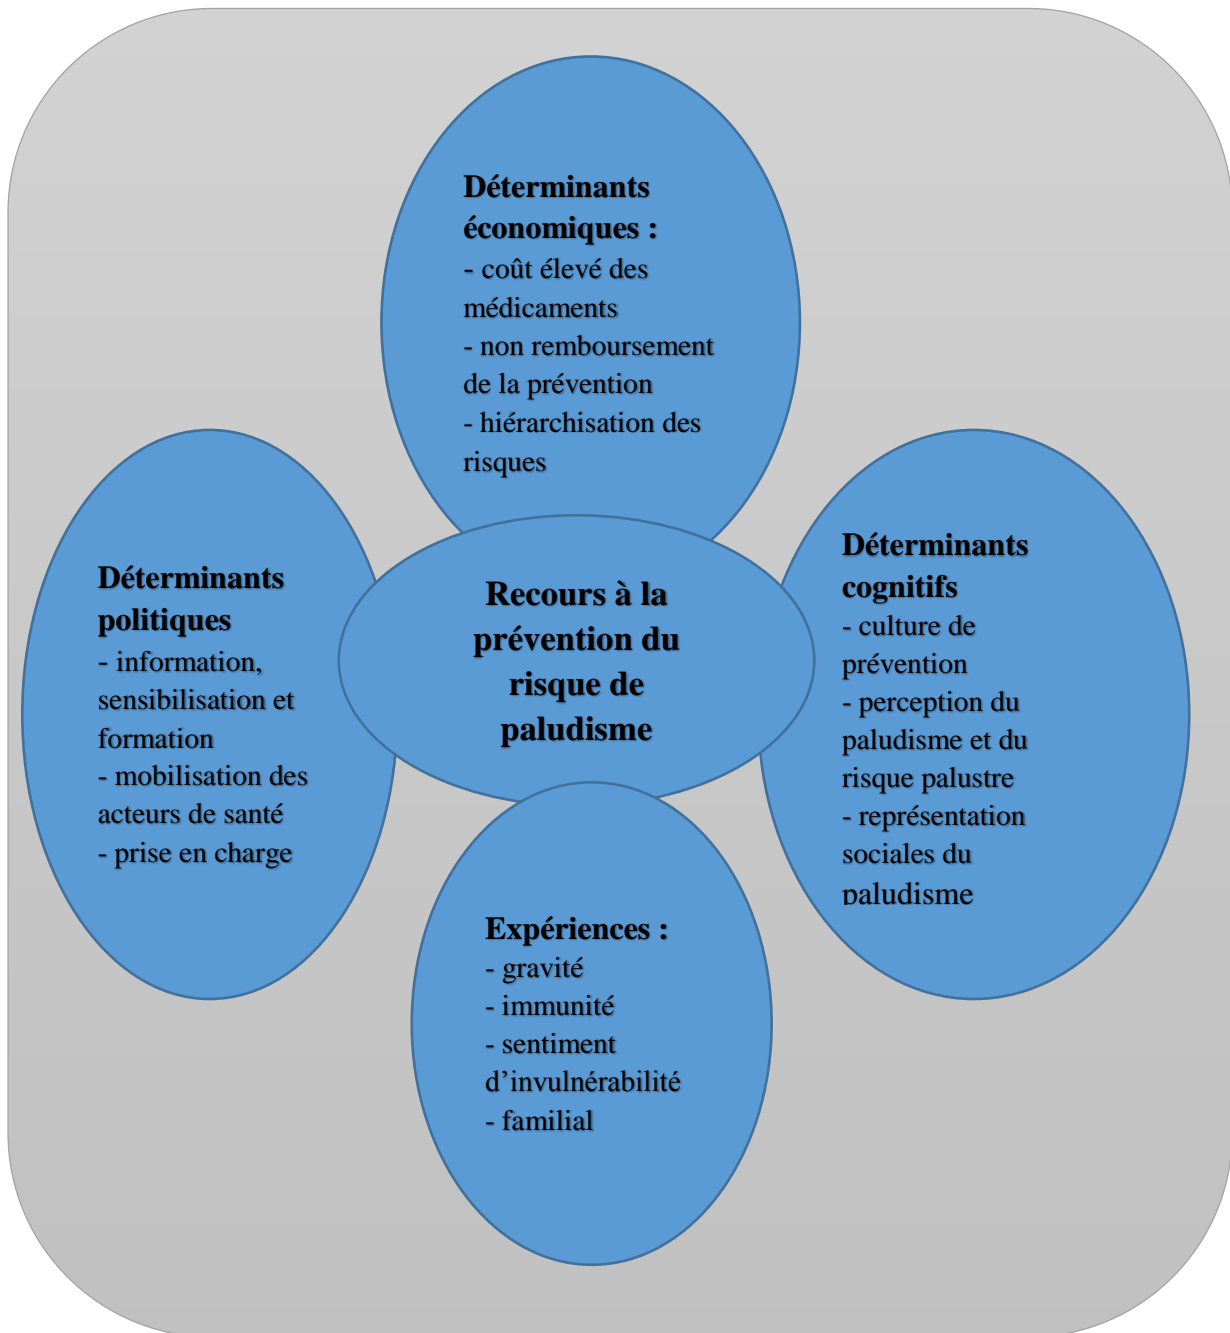 Déterminants
économiques :
- coût élevé des
médicaments
- non remboursement
de la prévention
- hiérarchisation des
risques
Déterminants
politiques
- information,
sensibilisation et
formation
- mobilisation des
acteurs de santé
- prise en charge
Recours à la
prévention du
risque de
paludisme
Déterminants
cognitifs
- culture de
prévention
- perception du
paludisme et du
risque palustre
- représentation
sociales du
paludisme
Expériences :
- gravité
- immunité
- sentiment
d’invulnérabilité
- familial